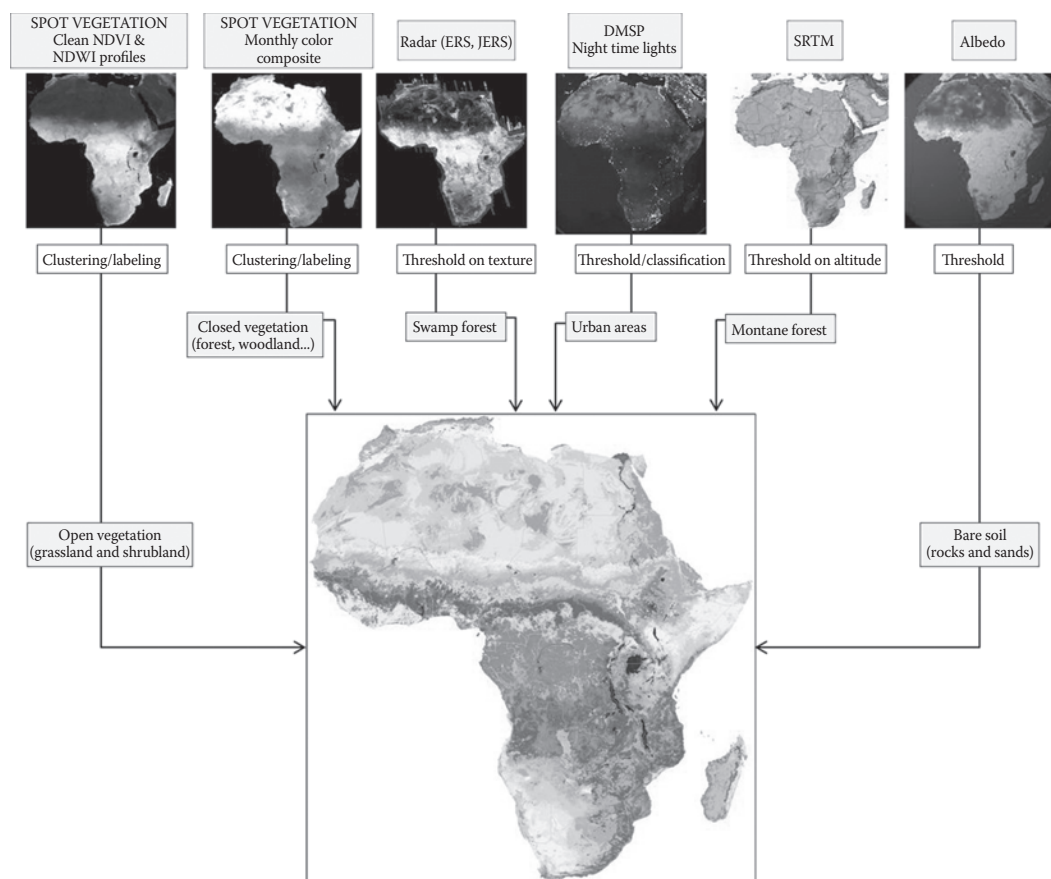 SPOT VEGETATION
Clean NDVI &
NDWI profiles
SPOT VEGETATION
Monthly color
composite
Radar (ERS, JERS)
DMSP
Night time lights
SRTM
Albedo
Clustering/labeling
Clustering/labeling
Threshold on texture
Threshold/classification
Threshold on altitude
Threshold
Closed vegetation
(forest, woodland...)
Swamp forest
Urban areas
Montane forest
Open vegetation
(grassland and shrubland)
Bare soil
(rocks and sands)